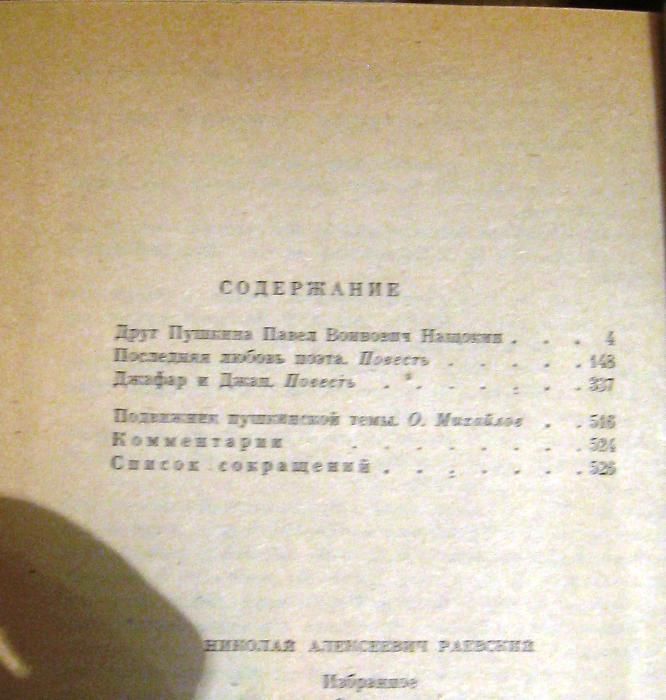 СОДЕРЖАНИЕ
Друг Пушкина Павел Воинович Нащокин . . . 4
Последняя любовь поэта. Повесть . . . . . 148
Джафар и Джан. Повесть . . . . . . 337
Подвижник пушкинской темы. О. Михайлов . . 516
Комментарии . . . . . . 524
Список сокращений . . . . . . 526
НИКОЛАЙ АЛЕКСЕЕВИЧ РАЕВСКИЙ
Избранное